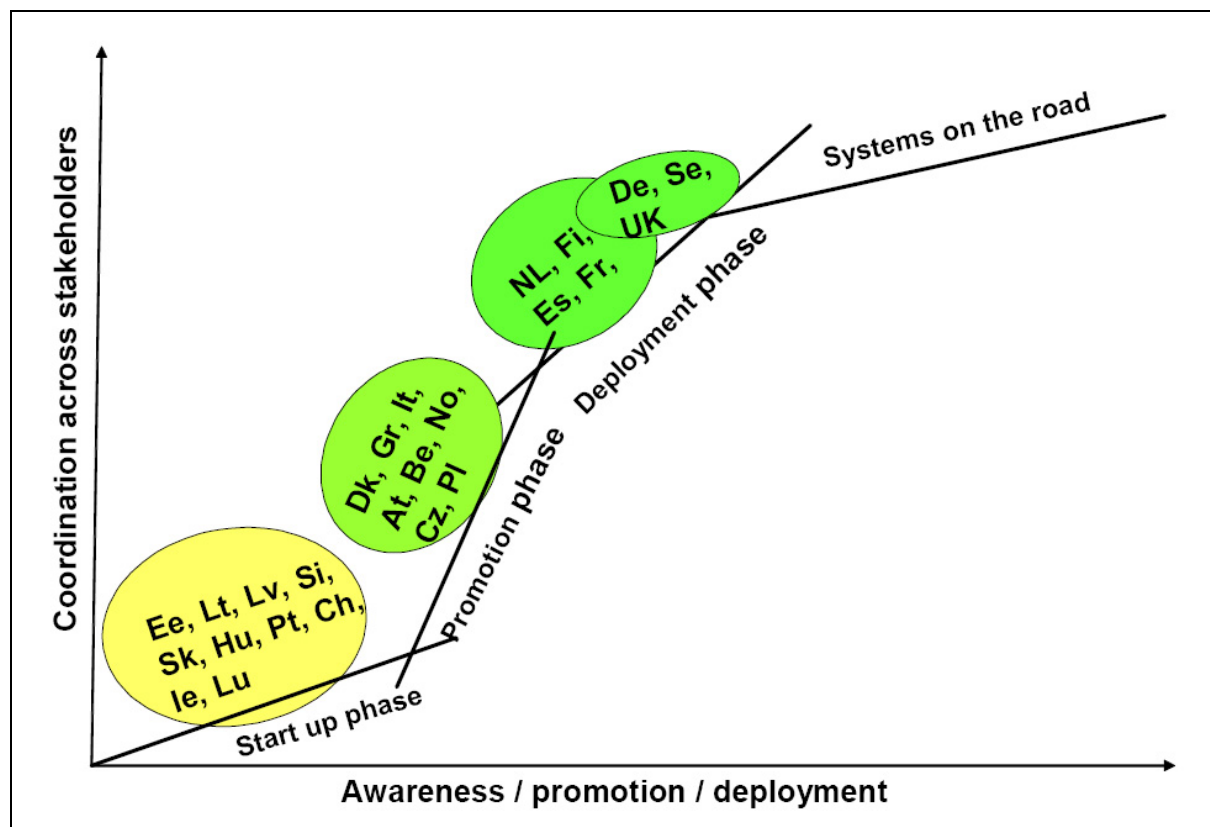 Coordination across stakeholders
Systems on the road
De, Se,
UK
NL, Fi,
Es, Fr,
Deployment phase
Dk, Gr, It,
At, Be, No,
Cz, Pl
Promotion phase
Ee, Lt, Lv, Si,
Sk, Hu, Pt, Ch,
Ie, Lu
Start up phase
Awareness / promotion / deployment